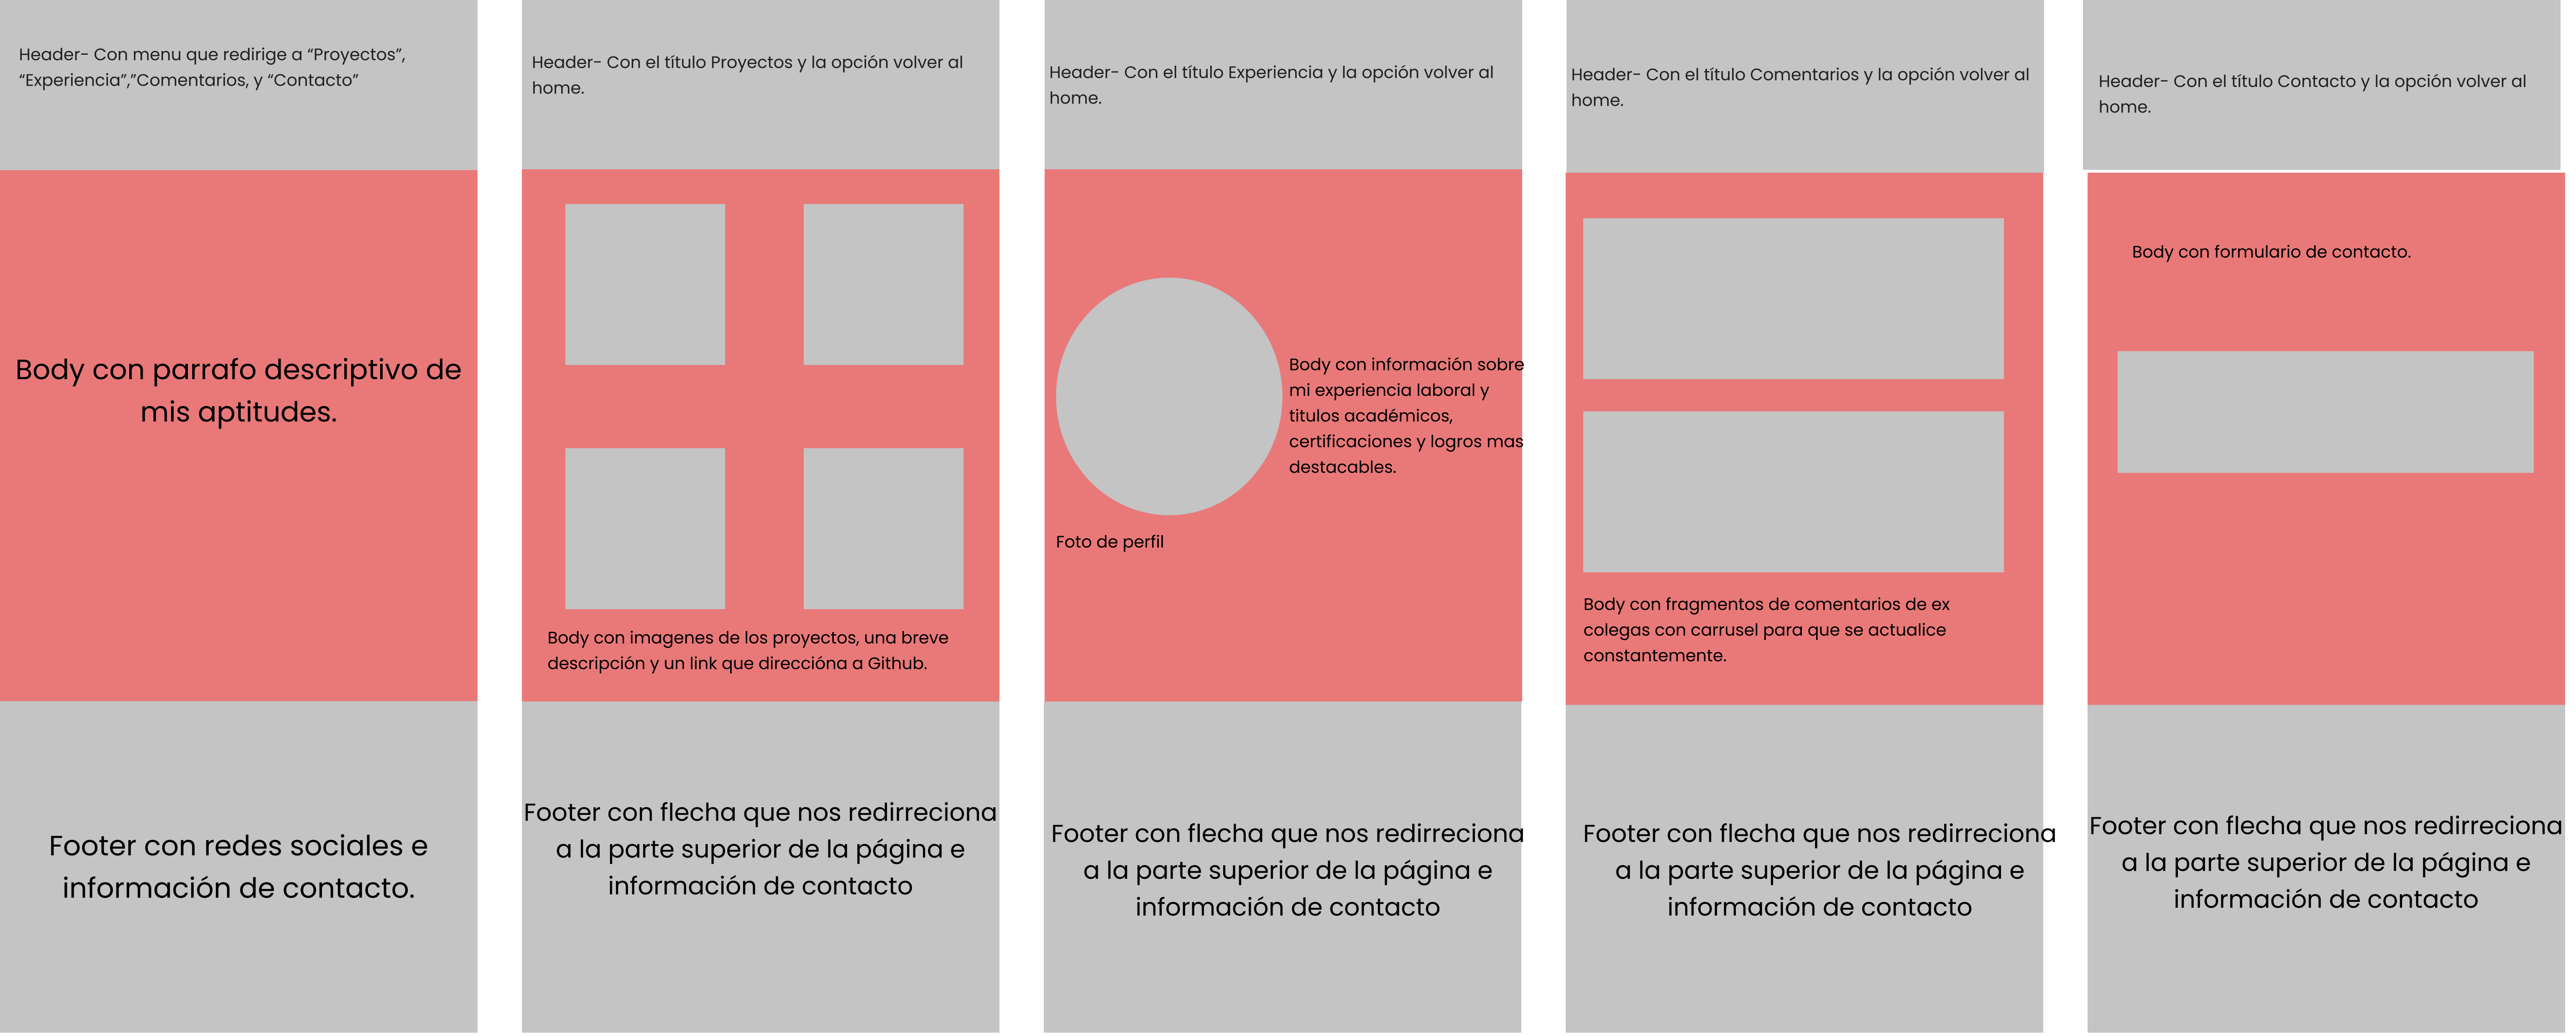 Header- Con menu que redirige a “Proyectos”,
“Experiencia”,”Comentarios, y “Contacto”
Body con parrafo descriptivo de
mis aptitudes.
Footer con redes sociales e
información de contacto.
Header- Con el título Proyectos y la opción volver al
home.
Body con imagenes de los proyectos, una breve
descripción y un link que direccióna a Github.
Footer con flecha que nos redirreciona
a la parte superior de la página e
información de contacto
Header- Con el título Experiencia y la opción volver al
home.
Body con información sobre
mi experiencia laboral y
titulos académicos,
certificaciones y logros mas
destacables.
Foto de perfil
Footer con flecha que nos redirreciona
a la parte superior de la página e
información de contacto
Header- Con el título Comentarios y la opción volver al
home.
Body con fragmentos de comentarios de ex
colegas con carrusel para que se actualice
constantemente.
Footer con flecha que nos redirreciona
a la parte superior de la página e
información de contacto
Header- Con el título Contacto y la opción volver al
home.
Body con formulario de contacto.
Footer con flecha que nos redirreciona
a la parte superior de la página e
información de contacto